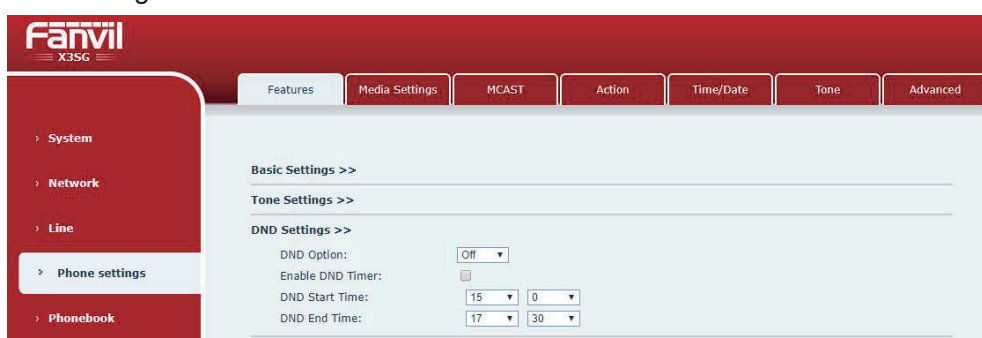 Fanvil
X3SG
Features Media Settings MCAST Action Time/Date Tone Advanced
› System
› Network
› Line
› Phone settings
› Phonebook
Basic Settings >>
Tone Settings >>
DND Settings >>
DND Option: Off
Enable DND Timer:
DND Start Time: 15 0
DND End Time: 17 30